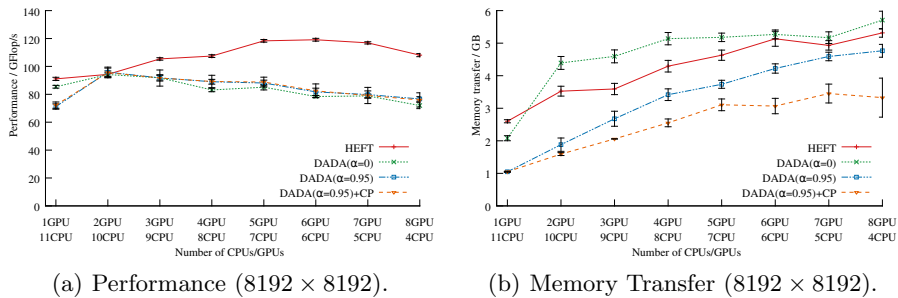 140
120
100
80
60
40
20
0
Performance / GFlop/s
HEFT
DADA(α=0)
DADA(α=0.95)
DADA(α=0.95)+CP
1GPU 2GPU 3GPU 4GPU 5GPU 6GPU 7GPU 8GPU
11CPU 10CPU 9CPU 8CPU 7CPU 6CPU 5CPU 4CPU
Number of CPUs/GPUs
(a) Performance (8192 × 8192).
6
5
4
3
2
1
0
Memory transfer / GB
HEFT
DADA(α=0)
DADA(α=0.95)
DADA(α=0.95)+CP
1GPU 2GPU 3GPU 4GPU 5GPU 6GPU 7GPU 8GPU
11CPU 10CPU 9CPU 8CPU 7CPU 6CPU 5CPU 4CPU
Number of CPUs/GPUs
(b) Memory Transfer (8192 × 8192).